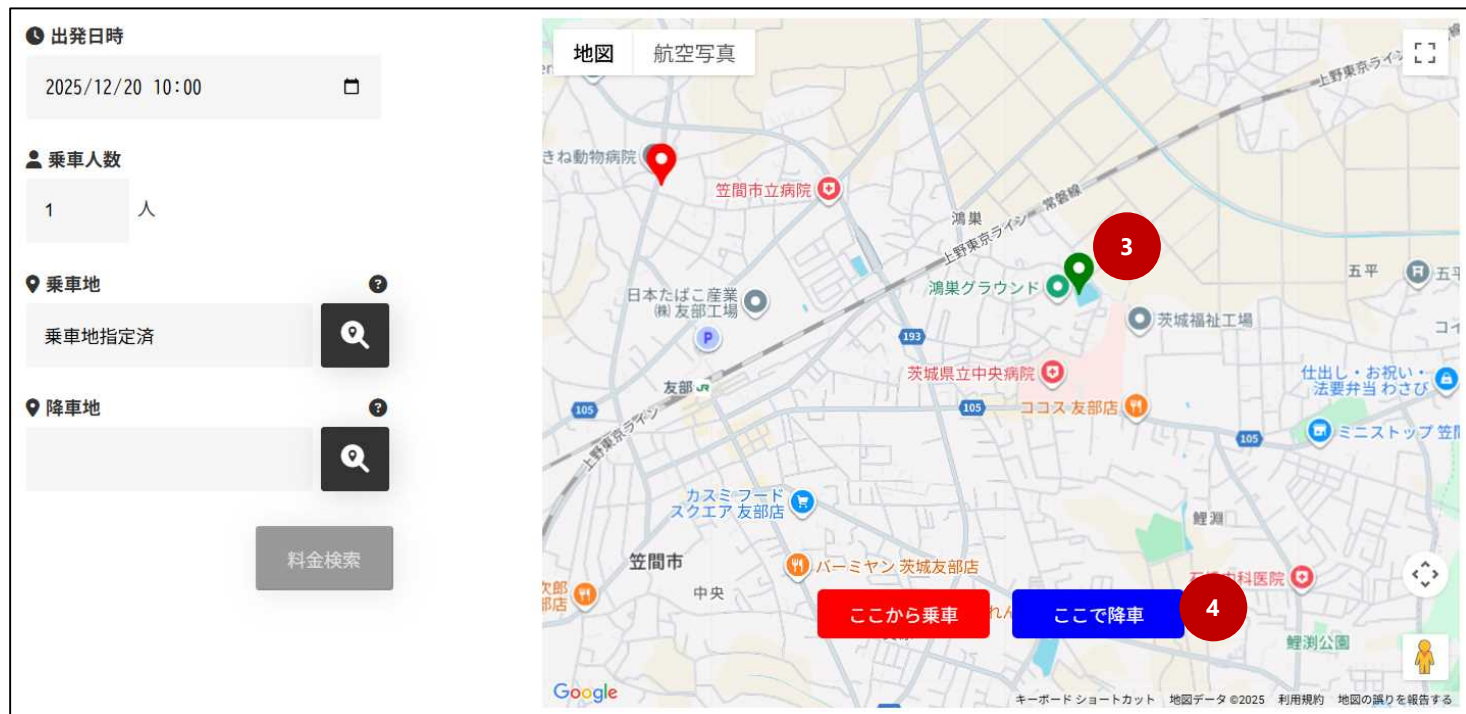 出発日時
2025/12/20 10:00
乗車人数
1 人
乗車地
乗車地指定済
降車地
料金検索
地図 航空写真
上野東京ライン
きね動物病院
笠間市立病院
鴻巣
上野東京ライン 常磐線
3
五平
鴻巣グラウンド
日本たばこ産業
㈱ 友部工場
P
茨城福祉工場
193
茨城県立中央病院
友部 JR
仕出し・お祝い・
法要弁当 わさび
105
105
ココス 友部店
105
ミニストップ 笠間
上野東京ライン
カスミ フード
スクエア 友部店
鯉淵
笠間市
バーミヤン 茨城友部店
中央
科医院
ここから乗車
ここで降車
4
鯉渕公園
Google
キーボード ショートカット 地図データ ©2025 利用規約 地図の誤りを報告する